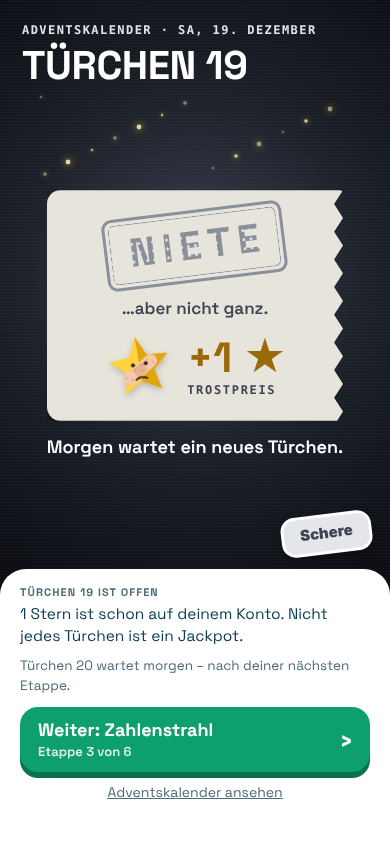 ADVENTSKALENDER · SA, 19. DEZEMBER
TÜRCHEN 19
NIETE
...aber nicht ganz.
+1 ★
TROSTPREIS
Morgen wartet ein neues Türchen.
Schere
TÜRCHEN 19 IST OFFEN
1 Stern ist schon auf deinem Konto. Nicht
jedes Türchen ist ein Jackpot.
Türchen 20 wartet morgen – nach deiner nächsten
Etappe.
Weiter: Zahlenstrahl
Etappe 3 von 6
>
Adventskalender ansehen